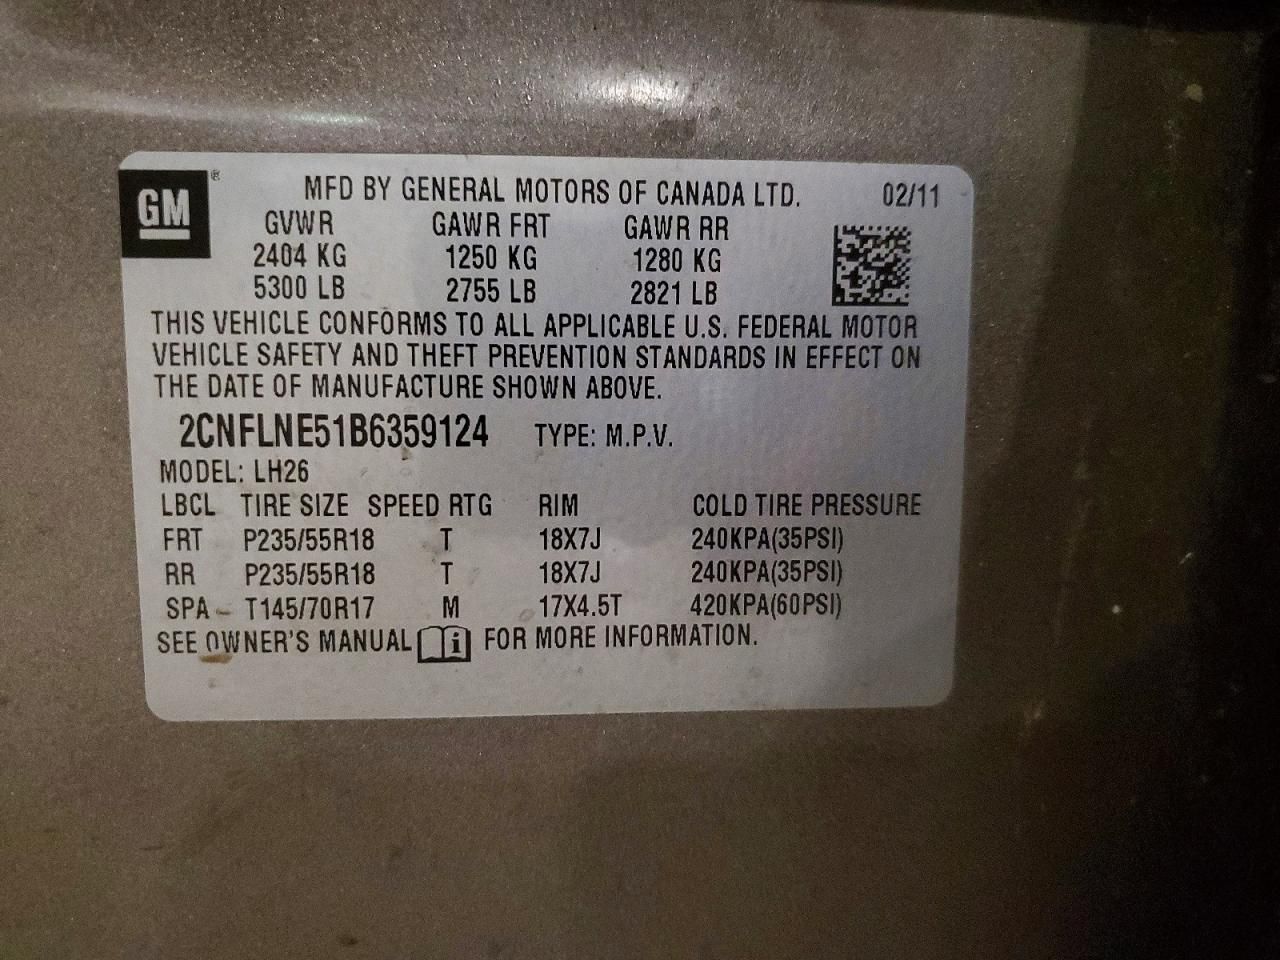 GM ® MFD BY GENERAL MOTORS OF CANADA LTD. 02/11
GVWR GAWR FRT GAWR RR
2404 KG 1250 KG 1280 KG
5300 LB 2755 LB 2821 LB
THIS VEHICLE CONFORMS TO ALL APPLICABLE U.S. FEDERAL MOTOR
VEHICLE SAFETY AND THEFT PREVENTION STANDARDS IN EFFECT ON
THE DATE OF MANUFACTURE SHOWN ABOVE.
2CNFLNE51B6359124 TYPE: M.P.V.
MODEL: LH26
LBCL TIRE SIZE SPEED RTG RIM COLD TIRE PRESSURE
FRT P235/55R18 T 18X7J 240KPA(35PSI)
RR P235/55R18 T 18X7J 240KPA(35PSI)
SPA T145/70R17 M 17X4.5T 420KPA(60PSI)
SEE OWNER'S MANUAL i FOR MORE INFORMATION.